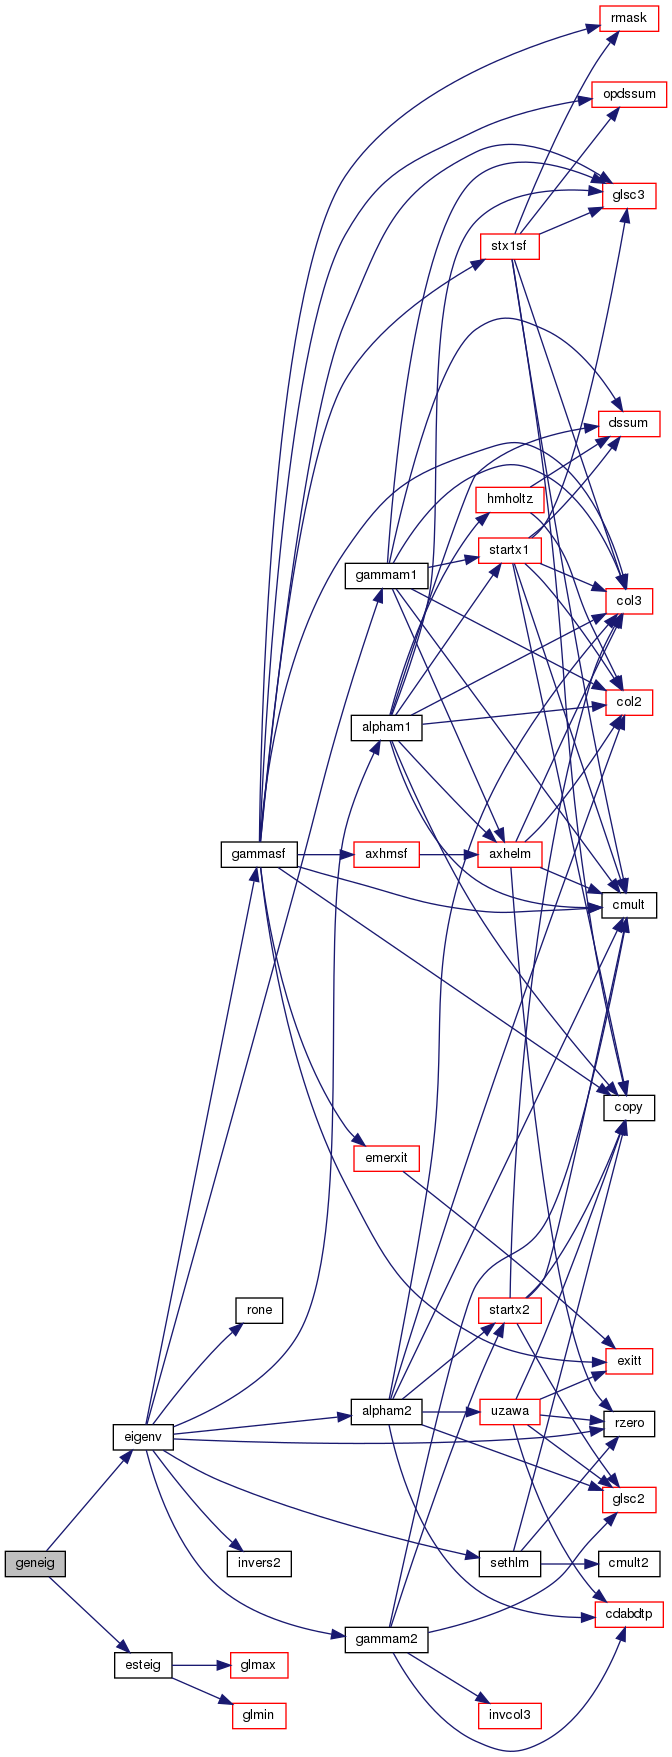 rmask
opdssum
glsc3
stx1sf
dssum
hmholtz
startx1
gammam1
col3
col2
alpham1
gammasf
axhmsf
axhelm
cmult
copy
emerxit
rone
startx2
exitt
alpham2
uzawa
rzero
eigenv
glsc2
geneig
invers2
sethlm
cmult2
cdabdtp
gammam2
esteig
glmax
glmin
invcol3